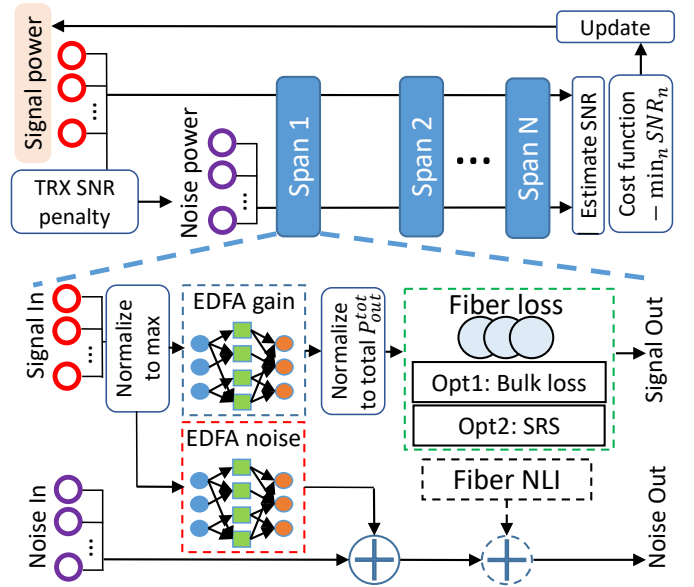 Update
Signal power
...
TRX SNR
penalty
Noise power
...
Span 1
Span 2
...
Span N
Estimate SNR
Cost function
− minₙ SNRₙ
Signal In
...
Normalize
to max
EDFA gain
Normalize
to total P_out^tot
Fiber loss
Opt1: Bulk loss
Opt2: SRS
Signal Out
EDFA noise
Fiber NLI
Noise In
...
Noise Out